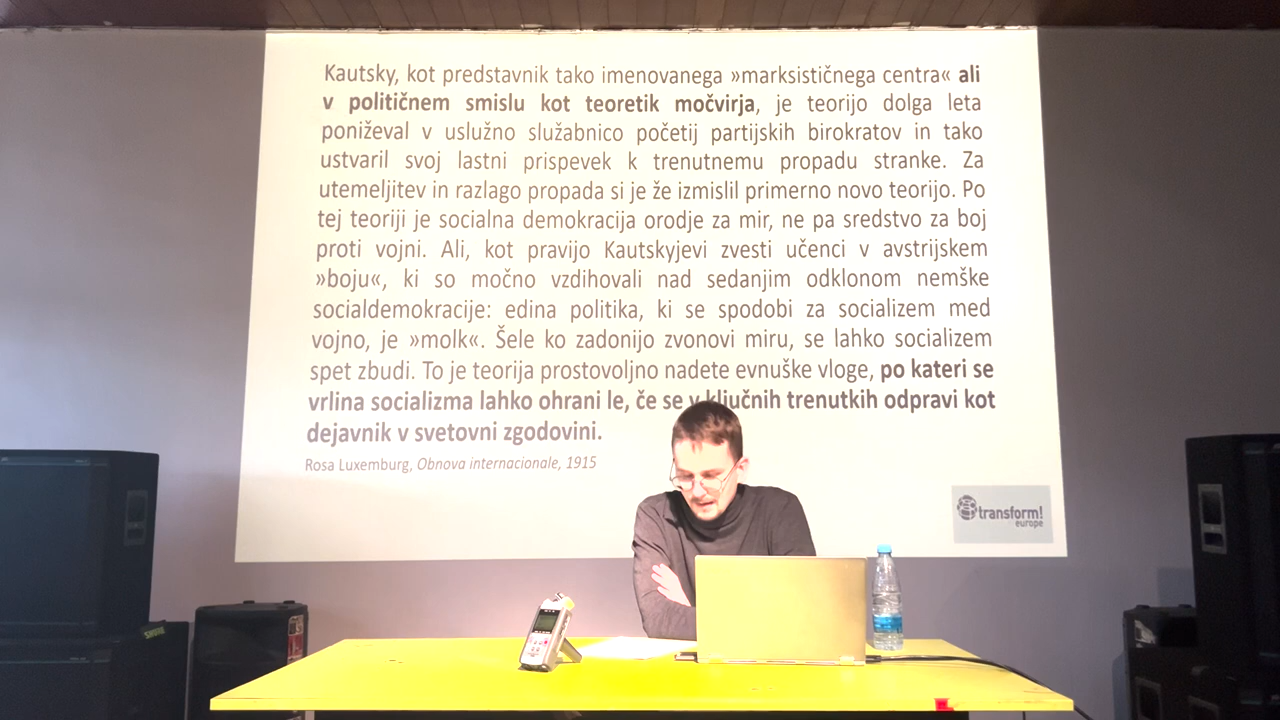 Kautsky, kot predstavnik tako imenovanega »marksističnega centra« ali
v političnem smislu kot teoretik močvirja, je teorijo dolga leta
poniževal v uslužno služabnico početij partijskih birokratov in tako
ustvaril svoj lastni prispevek k trenutnemu propadu stranke. Za
utemeljitev in razlago propada si je že izmislil primerno novo teorijo. Po
tej teoriji je socialna demokracija orodje za mir, ne pa sredstvo za boj
proti vojni. Ali, kot pravijo Kautskyjevi zvesti učenci v avstrijskem
»boju«, ki so močno vzdihovali nad sedanjim odklonom nemške
socialdemokracije: edina politika, ki se spodobi za socializem med
vojno, je »molk«. Šele ko zadonijo zvonovi miru, se lahko socializem
spet zbudi. To je teorija prostovoljno nadete evnuške vloge, po kateri se
vrlina socializma lahko ohrani le, če se v ključnih trenutkih odpravi kot
dejavnik v svetovni zgodovini.
Rosa Luxemburg, Obnova internacionale, 1915
transform!
europe
SHURE